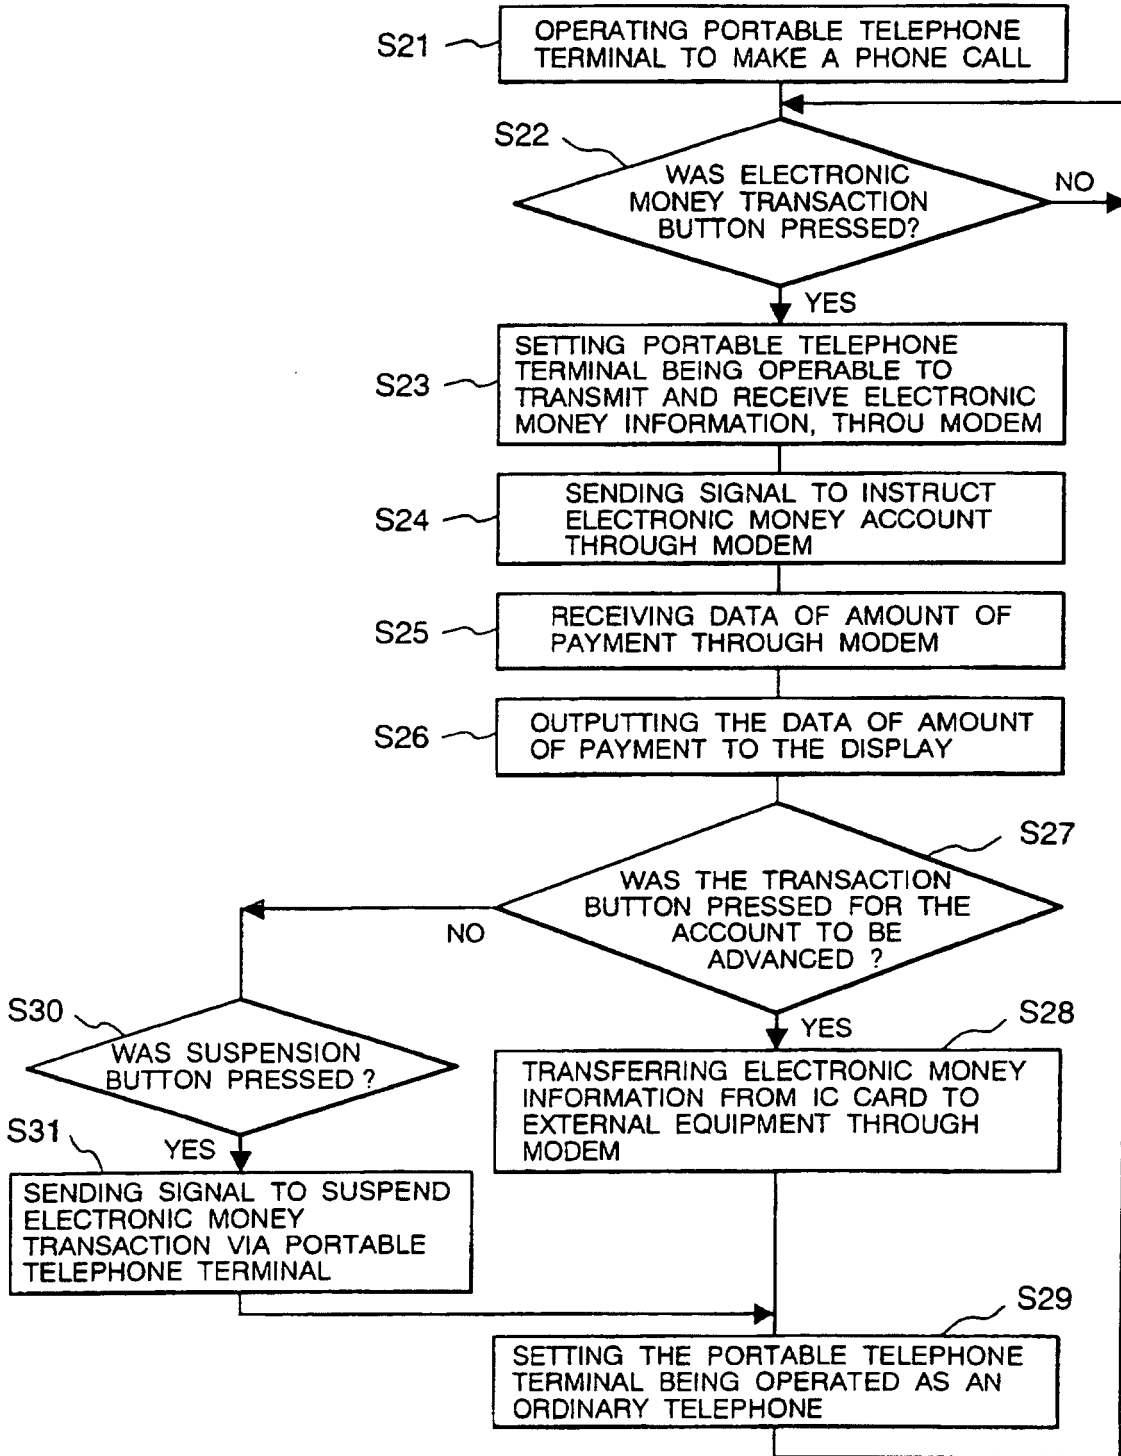 S21
OPERATING PORTABLE TELEPHONE
TERMINAL TO MAKE A PHONE CALL
S22
WAS ELECTRONIC
MONEY TRANSACTION
BUTTON PRESSED?
NO
YES
S23
SETTING PORTABLE TELEPHONE
TERMINAL BEING OPERABLE TO
TRANSMIT AND RECEIVE ELECTRONIC
MONEY INFORMATION, THROU MODEM
S24
SENDING SIGNAL TO INSTRUCT
ELECTRONIC MONEY ACCOUNT
THROUGH MODEM
S25
RECEIVING DATA OF AMOUNT OF
PAYMENT THROUGH MODEM
S26
OUTPUTTING THE DATA OF AMOUNT
OF PAYMENT TO THE DISPLAY
S27
WAS THE TRANSACTION
BUTTON PRESSED FOR THE
ACCOUNT TO BE
ADVANCED ?
NO
YES
S30
WAS SUSPENSION
BUTTON PRESSED ?
YES
S28
TRANSFERRING ELECTRONIC MONEY
INFORMATION FROM IC CARD TO
EXTERNAL EQUIPMENT THROUGH
MODEM
S31
SENDING SIGNAL TO SUSPEND
ELECTRONIC MONEY
TRANSACTION VIA PORTABLE
TELEPHONE TERMINAL
S29
SETTING THE PORTABLE TELEPHONE
TERMINAL BEING OPERATED AS AN
ORDINARY TELEPHONE